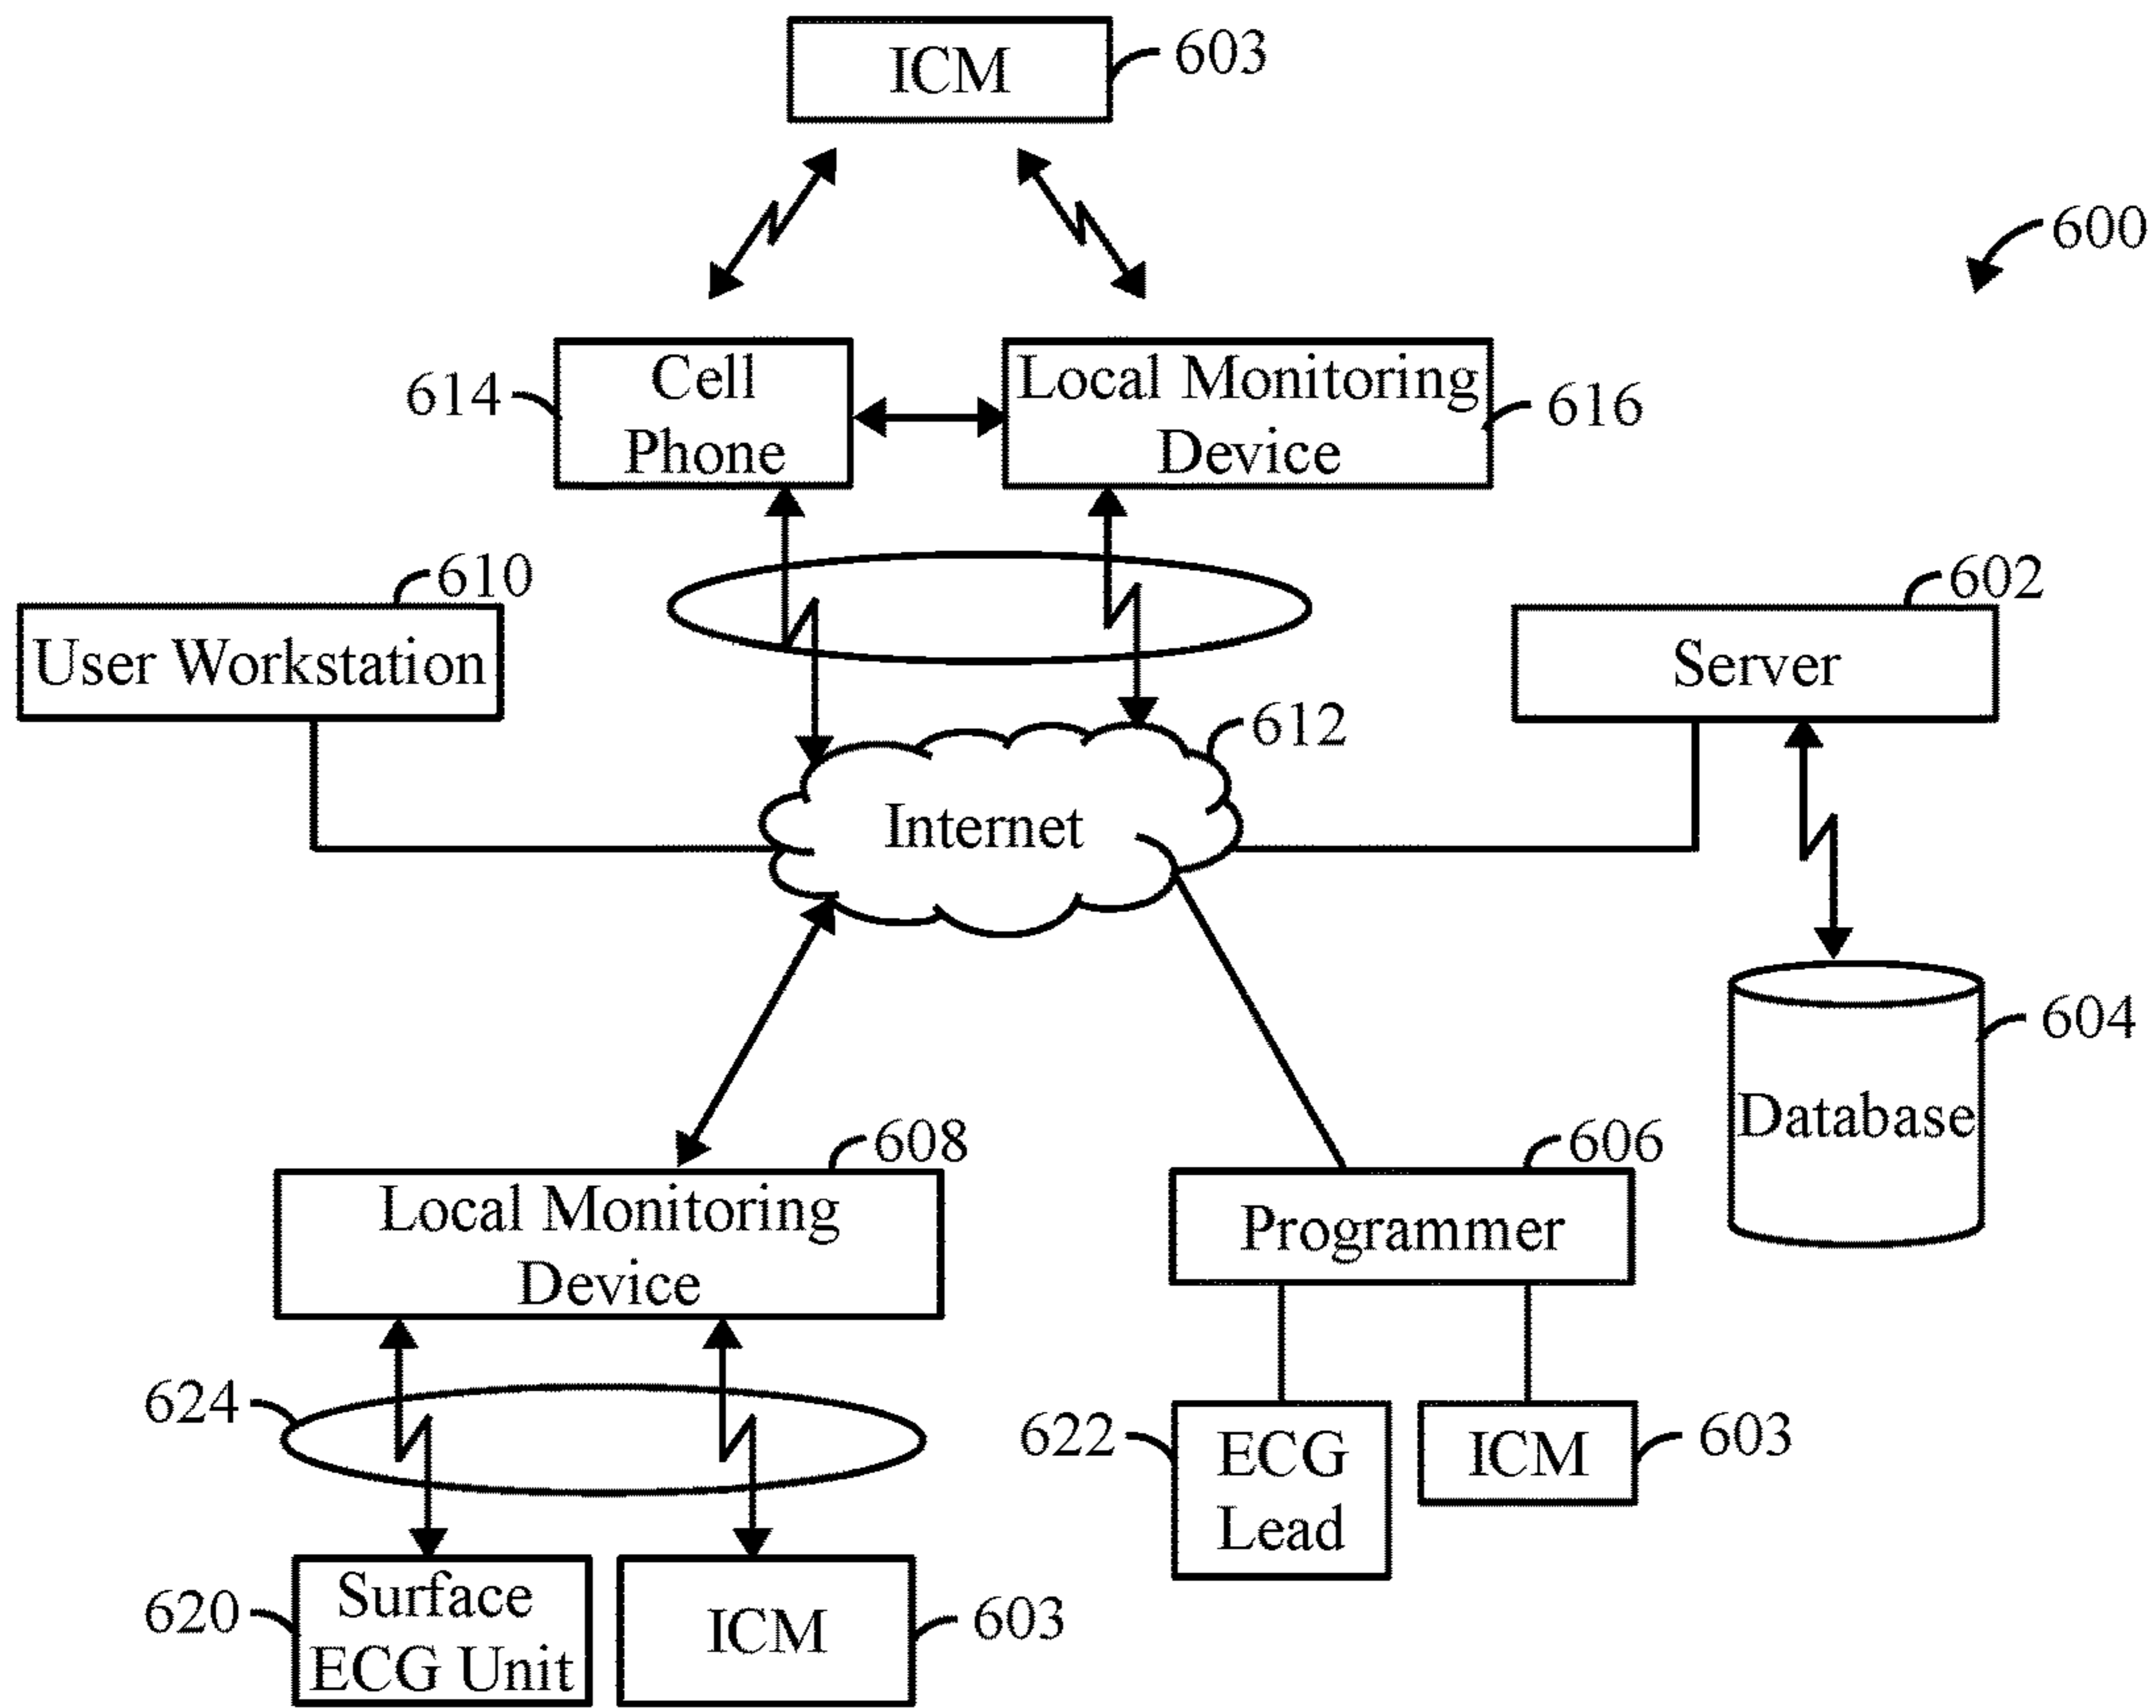 ICM
603
600
614
Cell
Phone
Local Monitoring
Device
616
610
User Workstation
602
Server
612
Internet
604
Database
608
Local Monitoring
Device
606
Programmer
624
622
ECG
Lead
ICM
603
620
Surface
ECG Unit
ICM
603